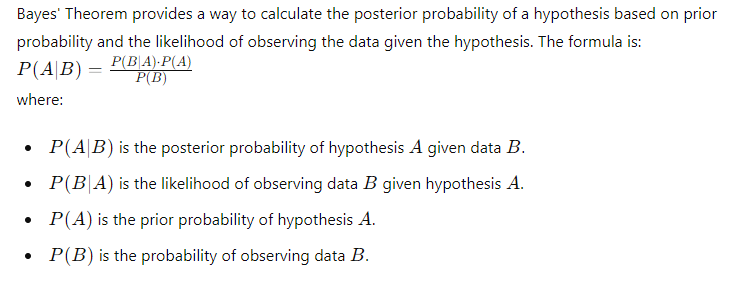 Bayes' Theorem provides a way to calculate the posterior probability of a hypothesis based on prior
probability and the likelihood of observing the data given the hypothesis. The formula is:
P(A|B) = P(B|A)·P(A) / P(B)
where:
• P(A|B) is the posterior probability of hypothesis A given data B.
• P(B|A) is the likelihood of observing data B given hypothesis A.
• P(A) is the prior probability of hypothesis A.
• P(B) is the probability of observing data B.